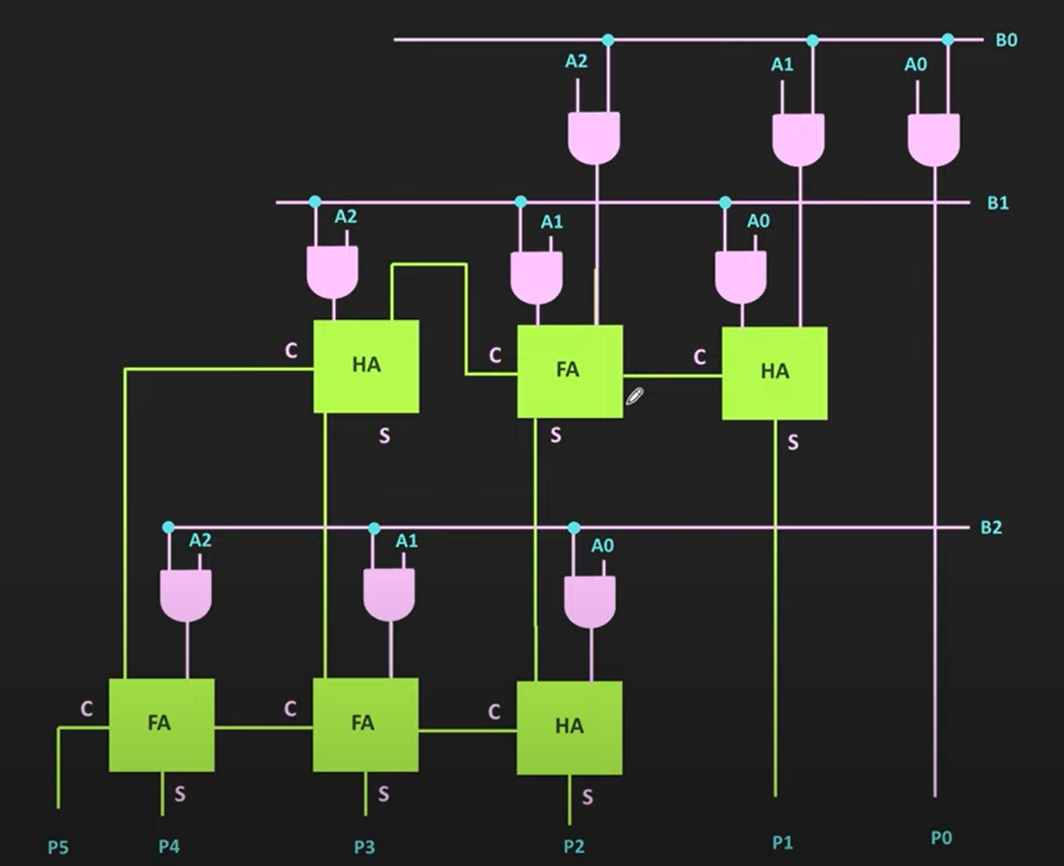 B0
A2 A1 A0
B1
A2 A1 A0
C HA C FA C HA
S S S
B2
A2 A1 A0
C FA C FA C HA
S S S
P5 P4 P3 P2 P1 P0